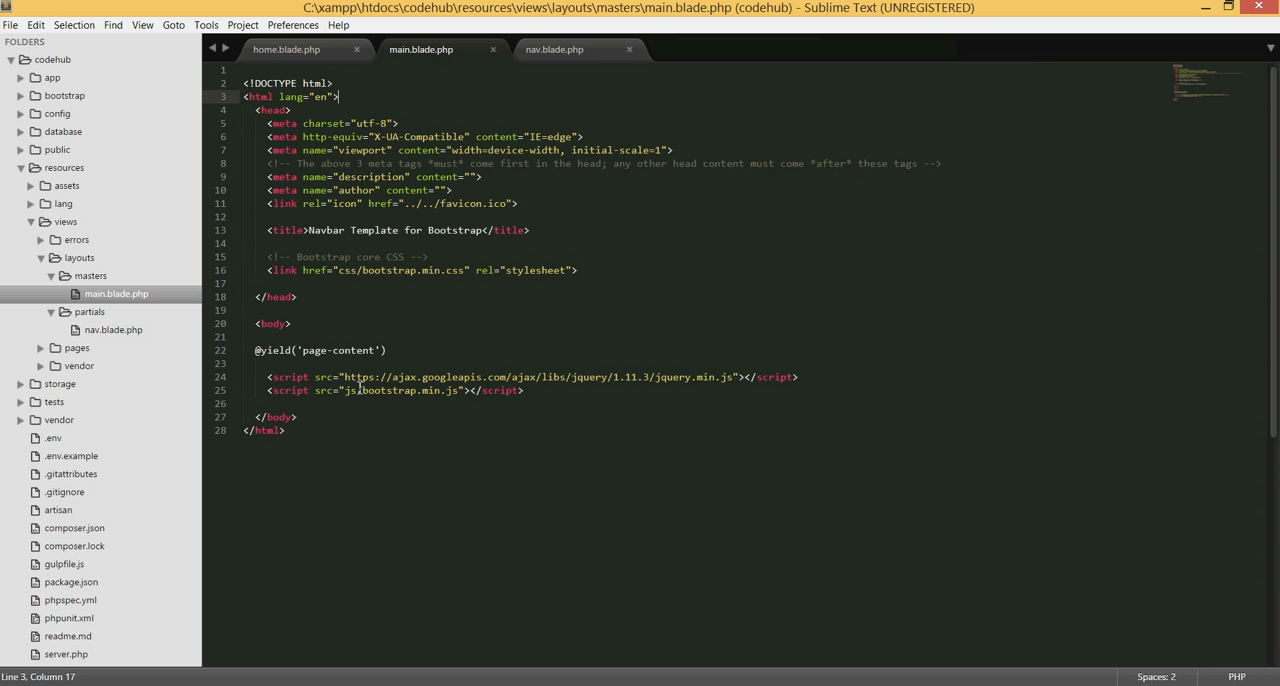 C:\xampp\htdocs\codehub\resources\views\layouts\masters\main.blade.php (codehub) - Sublime Text (UNREGISTERED)
File Edit Selection Find View Goto Tools Project Preferences Help
FOLDERS
codehub
app
bootstrap
config
database
public
resources
assets
lang
views
errors
layouts
masters
main.blade.php
partials
nav.blade.php
pages
vendor
storage
tests
vendor
.env
.env.example
.gitattributes
.gitignore
artisan
composer.json
composer.lock
gulpfile.js
package.json
phpspec.yml
phpunit.xml
readme.md
server.php
home.blade.php main.blade.php nav.blade.php
1
2 <!DOCTYPE html>
3 <html lang="en">
4 <head>
5 <meta charset="utf-8">
6 <meta http-equiv="X-UA-Compatible" content="IE=edge">
7 <meta name="viewport" content="width=device-width, initial-scale=1">
8 <!-- The above 3 meta tags *must* come first in the head; any other head content must come *after* these tags -->
9 <meta name="description" content="">
10 <meta name="author" content="">
11 <link rel="icon" href="../../favicon.ico">
12
13 <title>Navbar Template for Bootstrap</title>
14
15 <!-- Bootstrap core CSS -->
16 <link href="css/bootstrap.min.css" rel="stylesheet">
17
18 </head>
19
20 <body>
21
22 @yield('page-content')
23
24 <script src="https://ajax.googleapis.com/ajax/libs/jquery/1.11.3/jquery.min.js"></script>
25 <script src="js/bootstrap.min.js"></script>
26
27 </body>
28 </html>
Line 3, Column 17
Spaces: 2
PHP